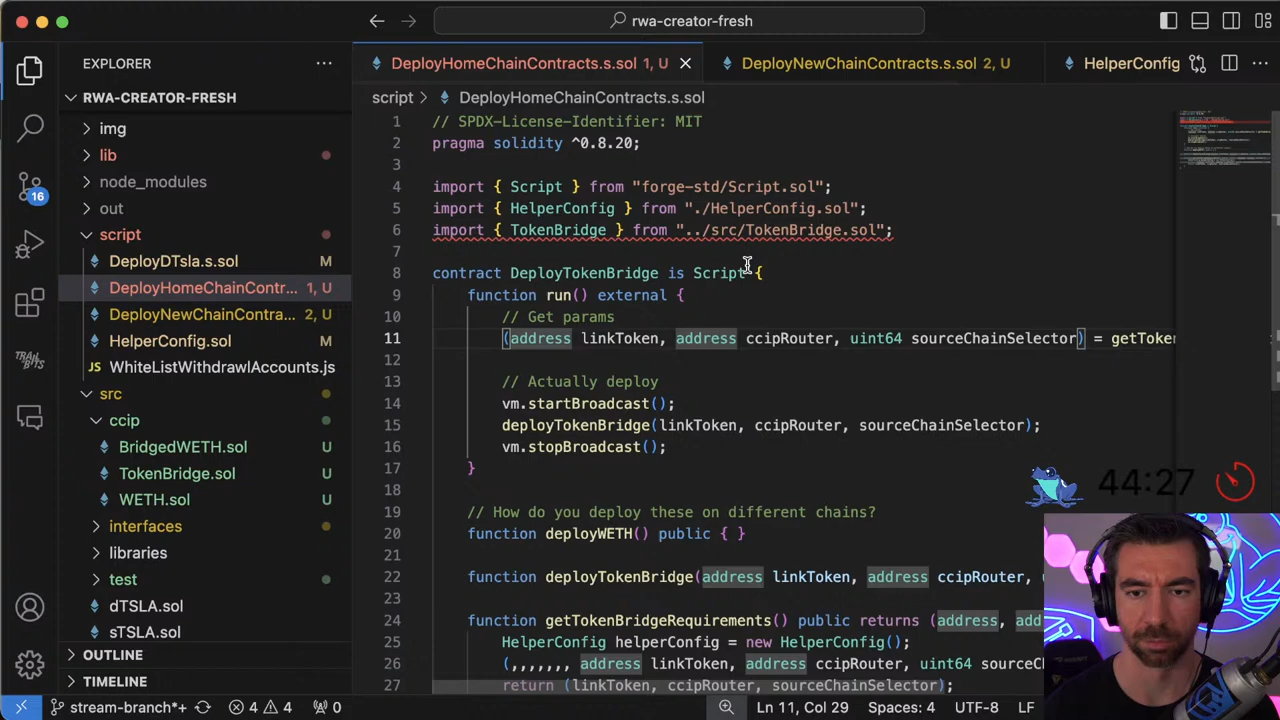 rwa-creator-fresh
EXPLORER
RWA-CREATOR-FRESH
img
lib
node_modules
out
script
DeployDTsla.s.sol M
DeployHomeChainContr... 1, U
DeployNewChainContra... 2, U
HelperConfig.sol M
WhiteListWithdrawlAccounts.js
src
ccip
BridgedWETH.sol U
TokenBridge.sol U
WETH.sol U
interfaces
libraries
test
dTSLA.sol
sTSLA.sol
OUTLINE
TIMELINE
16
TRAIL
BITS
DeployHomeChainContracts.s.sol 1, U
DeployNewChainContracts.s.sol 2, U
HelperConfig
script > DeployHomeChainContracts.s.sol
1 // SPDX-License-Identifier: MIT
2 pragma solidity ^0.8.20;
3
4 import { Script } from "forge-std/Script.sol";
5 import { HelperConfig } from "./HelperConfig.sol";
6 import { TokenBridge } from "../src/TokenBridge.sol";
7
8 contract DeployTokenBridge is Script {
9 function run() external {
10 // Get params
11 (address linkToken, address ccipRouter, uint64 sourceChainSelector) = getToken
12
13 // Actually deploy
14 vm.startBroadcast();
15 deployTokenBridge(linkToken, ccipRouter, sourceChainSelector);
16 vm.stopBroadcast();
17 }
18
19 // How do you deploy these on different chains?
20 function deployWETH() public { }
21
22 function deployTokenBridge(address linkToken, address ccipRouter, u
23
24 function getTokenBridgeRequirements() public returns (address, add
25 HelperConfig helperConfig = new HelperConfig();
26 (,,,,,,, address linkToken, address ccipRouter, uint64 sourceC
27 return (linkToken, ccipRouter, sourceChainSelector);
44:27
stream-branch*+ 4 4 0 Ln 11, Col 29 Spaces: 4 UTF-8 LF